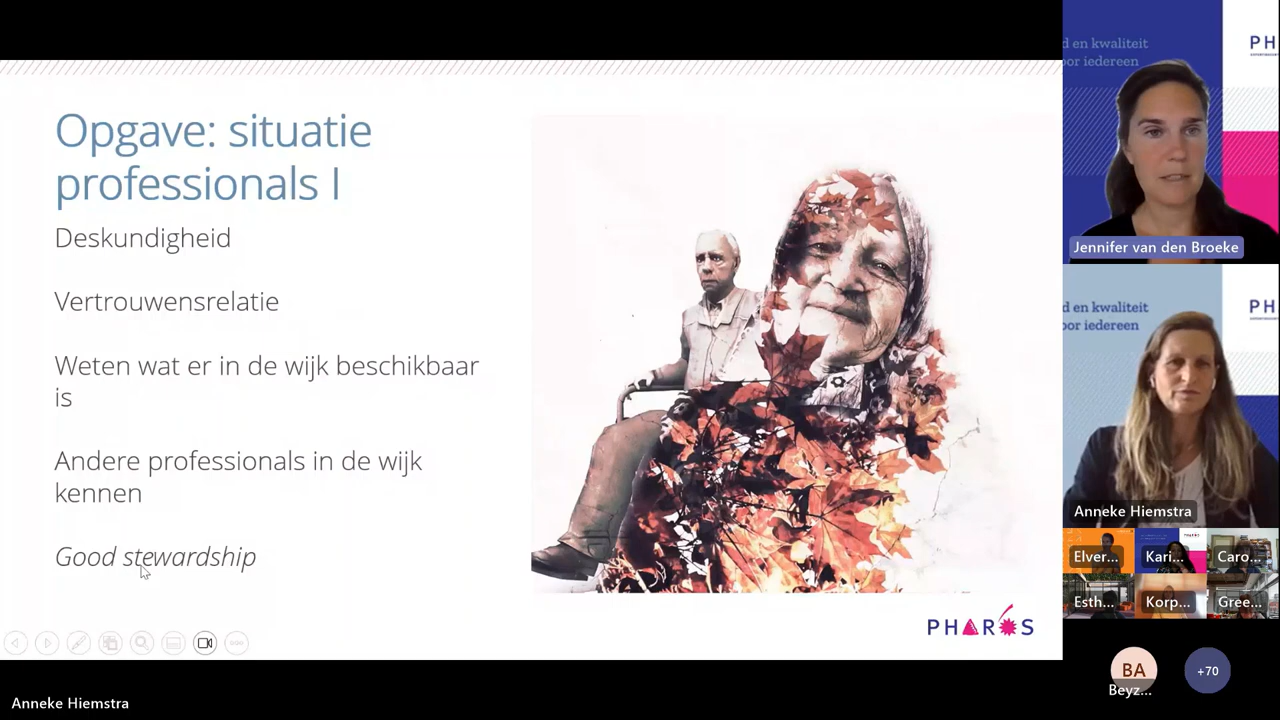 Opgave: situatie
professionals I
Deskundigheid
Vertrouwensrelatie
Weten wat er in de wijk beschikbaar
is
Andere professionals in de wijk
kennen
Good stewardship
PHAROS
Anneke Hiemstra
d en kwaliteit
oor iedereen
PH
Jennifer van den Broeke
d en kwaliteit
oor iedereen
PH
Anneke Hiemstra
Elver...
Kari...
Caro...
Esth...
Korp...
Gree...
BA
Beyz...
+70